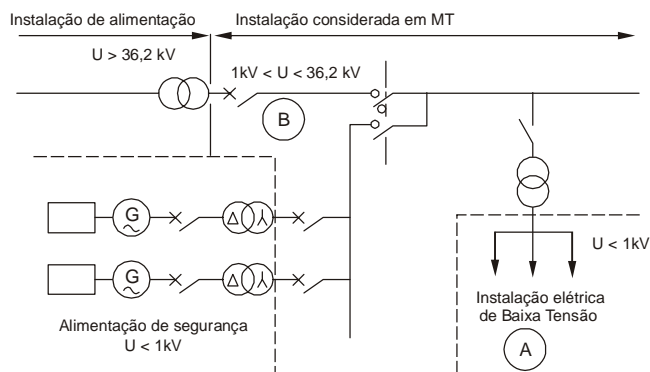 Instalação de alimentação
Instalação considerada em MT
U > 36,2 kV
1kV < U < 36,2 kV
B
G
Δ
G
Δ
U < 1kV
Alimentação de segurança
U < 1kV
Instalação elétrica
de Baixa Tensão
A